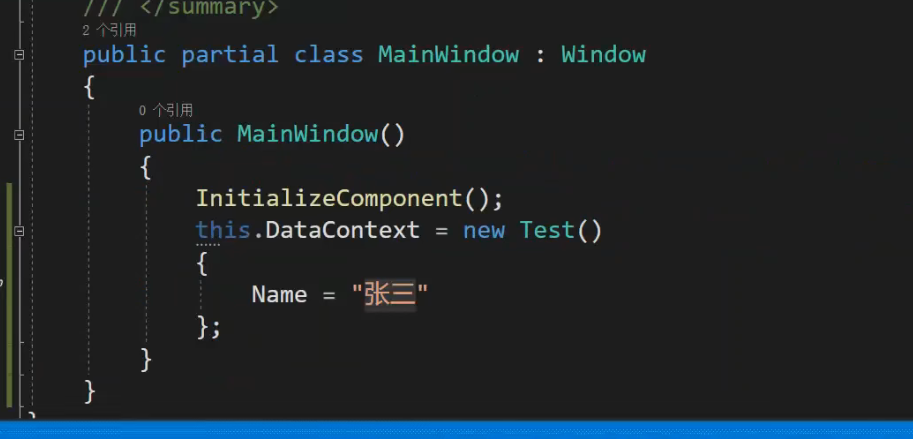 /// </summary>
2 个引用
public partial class MainWindow : Window
{
0 个引用
public MainWindow()
{
InitializeComponent();
this.DataContext = new Test()
{
Name = "张三"
};
}
}
}